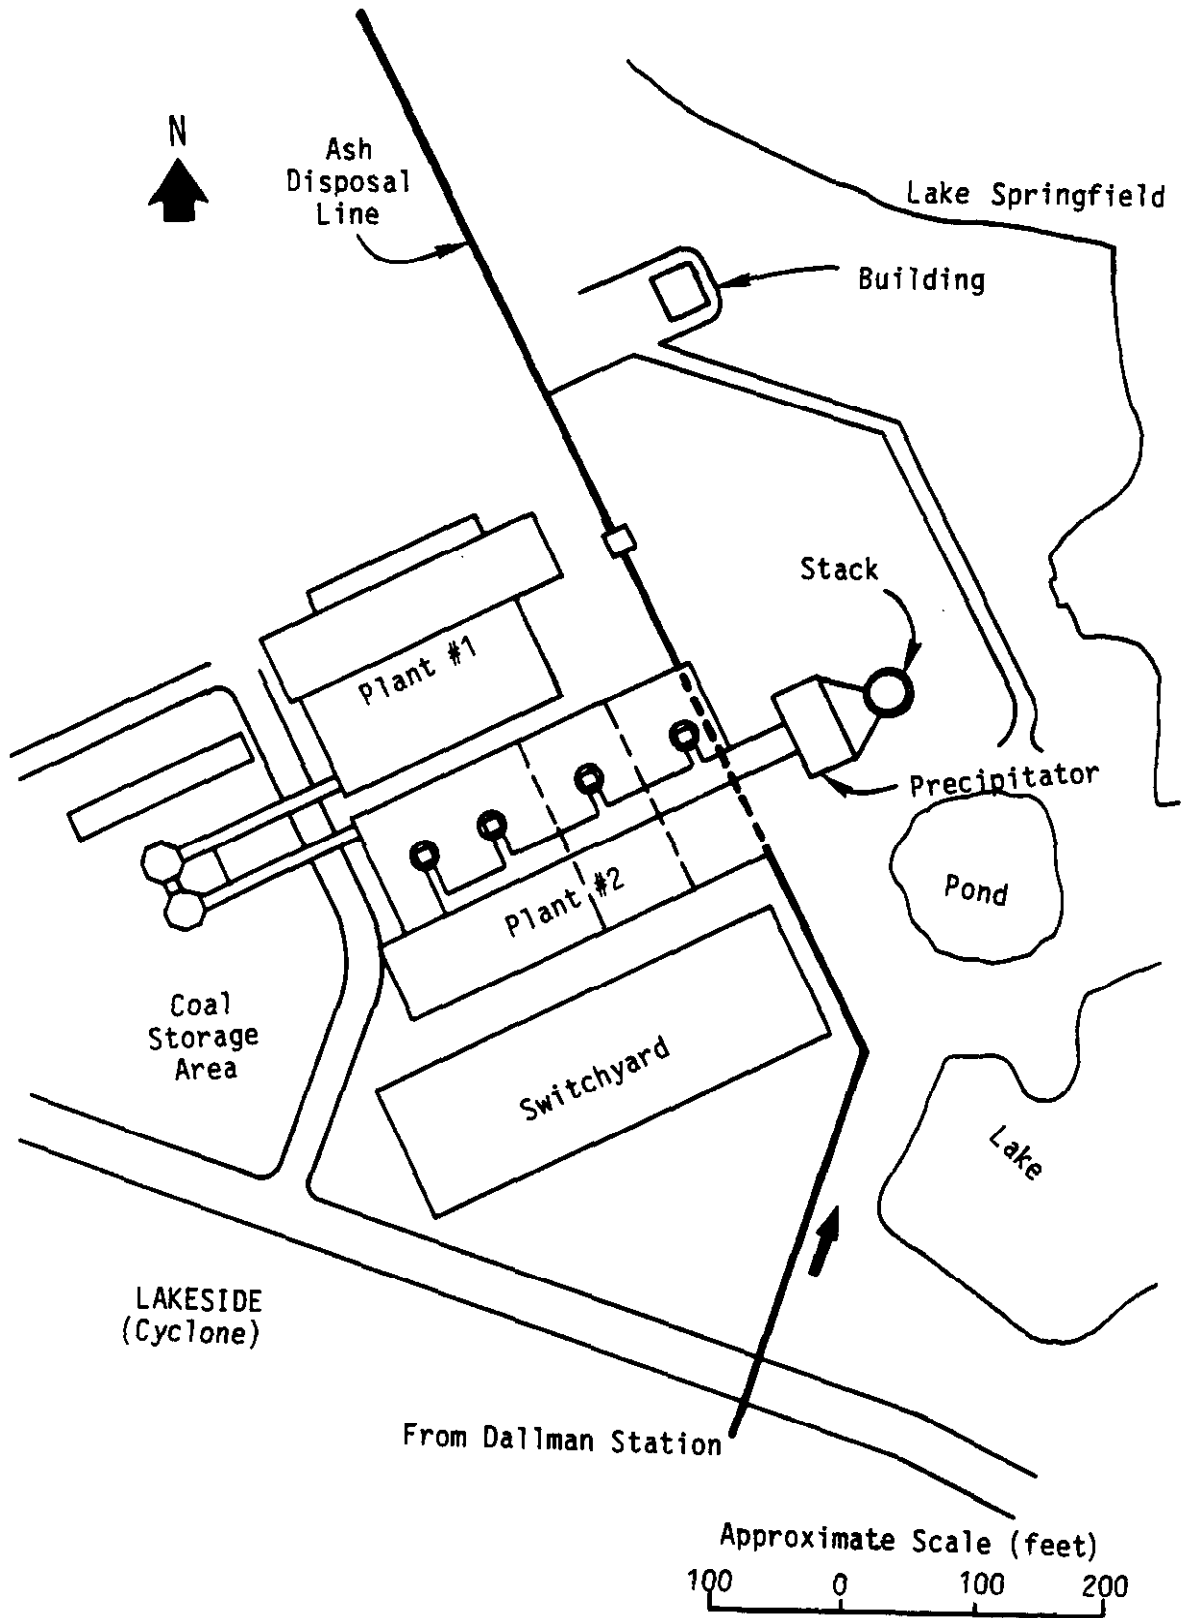 N
Ash
Disposal
Line
Lake Springfield
Building
Stack
Plant #1
Precipitator
Plant #2
Pond
Coal
Storage
Area
Switchyard
Lake
LAKESIDE
(Cyclone)
From Dallman Station
Approximate Scale (feet)
100 0 100 200